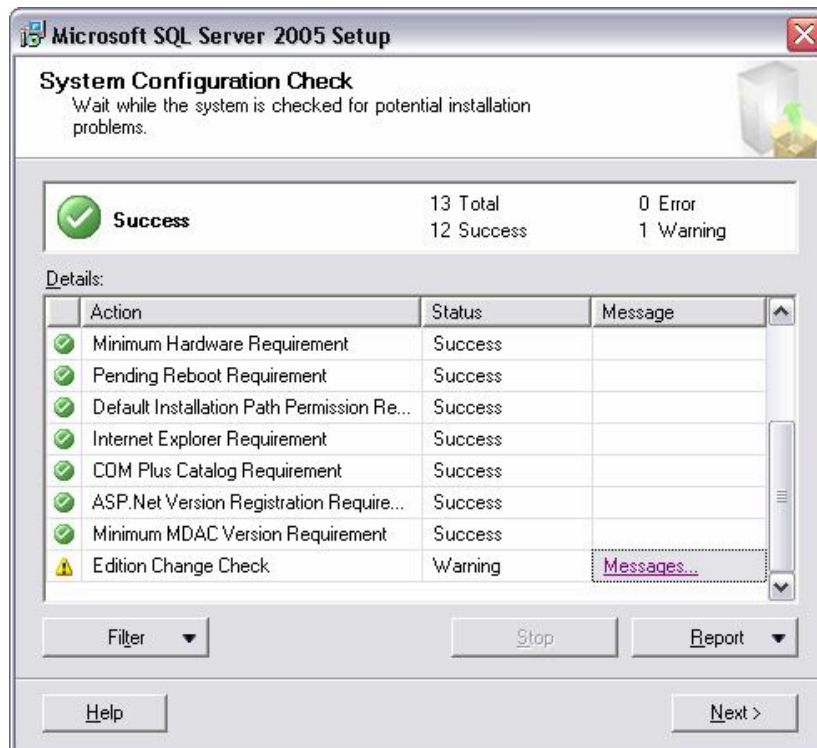 Microsoft SQL Server 2005 Setup
System Configuration Check
Wait while the system is checked for potential installation
problems.
Success 13 Total 0 Error
12 Success 1 Warning
Details:
Action Status Message
Minimum Hardware Requirement Success
Pending Reboot Requirement Success
Default Installation Path Permission Re... Success
Internet Explorer Requirement Success
COM Plus Catalog Requirement Success
ASP.Net Version Registration Require... Success
Minimum MDAC Version Requirement Success
Edition Change Check Warning Messages...
Filter Stop Report
Help Next >